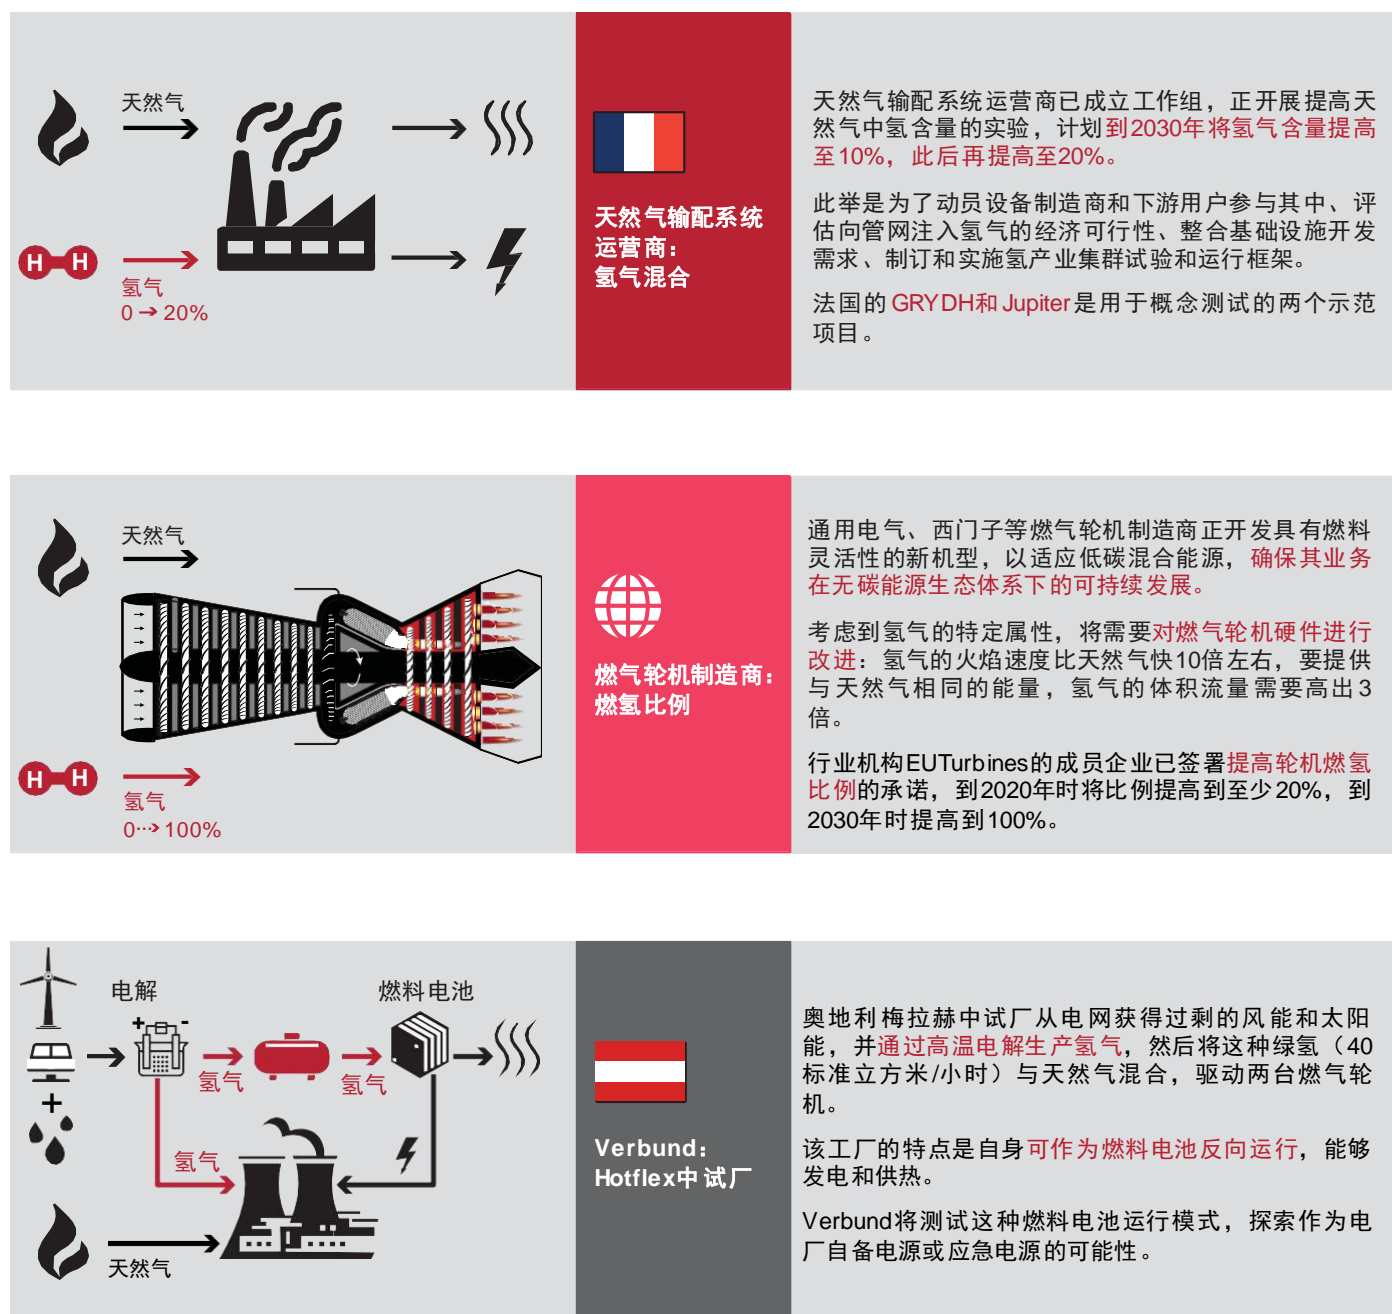 天然气
H H
氢气
0 → 20%
天然气输配系统
运营商：
氢气混合
天然气输配系统运营商已成立工作组，正开展提高天
然气中氢含量的实验，计划到2030年将氢气含量提高
至10%，此后再提高至20%。
此举是为了动员设备制造商和下游用户参与其中、评
估向管网注入氢气的经济可行性、整合基础设施开发
需求、制订和实施氢产业集群试验和运行框架。
法国的GRYDH和Jupiter是用于概念测试的两个示范
项目。
天然气
H H
氢气
0⇢100%
燃气轮机制造商：
燃氢比例
通用电气、西门子等燃气轮机制造商正开发具有燃料
灵活性的新机型，以适应低碳混合能源，确保其业务
在无碳能源生态体系下的可持续发展。
考虑到氢气的特定属性，将需要对燃气轮机硬件进行
改进：氢气的火焰速度比天然气快10倍左右，要提供
与天然气相同的能量，氢气的体积流量需要高出3
倍。
行业机构EUTurbines的成员企业已签署提高轮机燃氢
比例的承诺，到2020年时将比例提高到至少20%，到
2030年时提高到100%。
电解
燃料电池
+ -
氢气
氢气
+
氢气
天然气
Verbund：
Hotflex中试厂
奥地利梅拉赫中试厂从电网获得过剩的风能和太阳
能，并通过高温电解生产氢气，然后将这种绿氢（40
标准立方米/小时）与天然气混合，驱动两台燃气轮
机。
该工厂的特点是自身可作为燃料电池反向运行，能够
发电和供热。
Verbund将测试这种燃料电池运行模式，探索作为电
厂自备电源或应急电源的可能性。